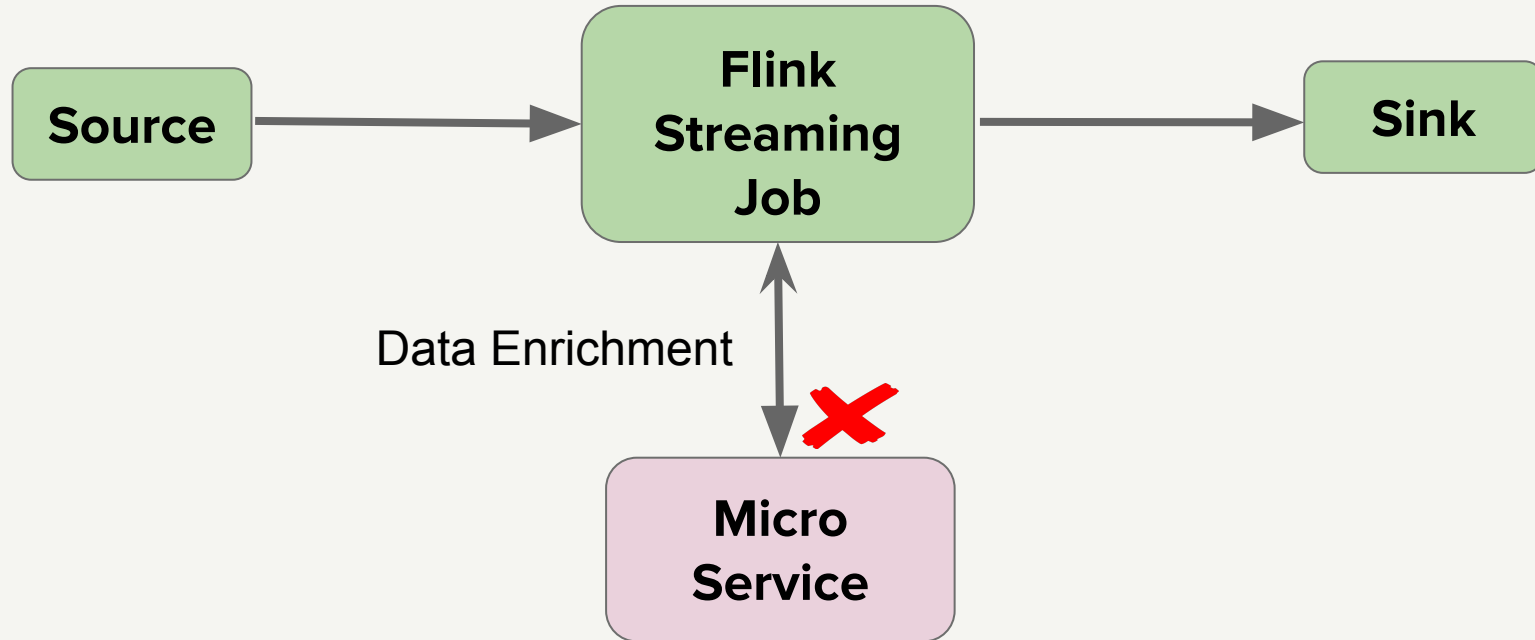 Source
Flink
Streaming
Job
Sink
Data Enrichment
Micro
Service